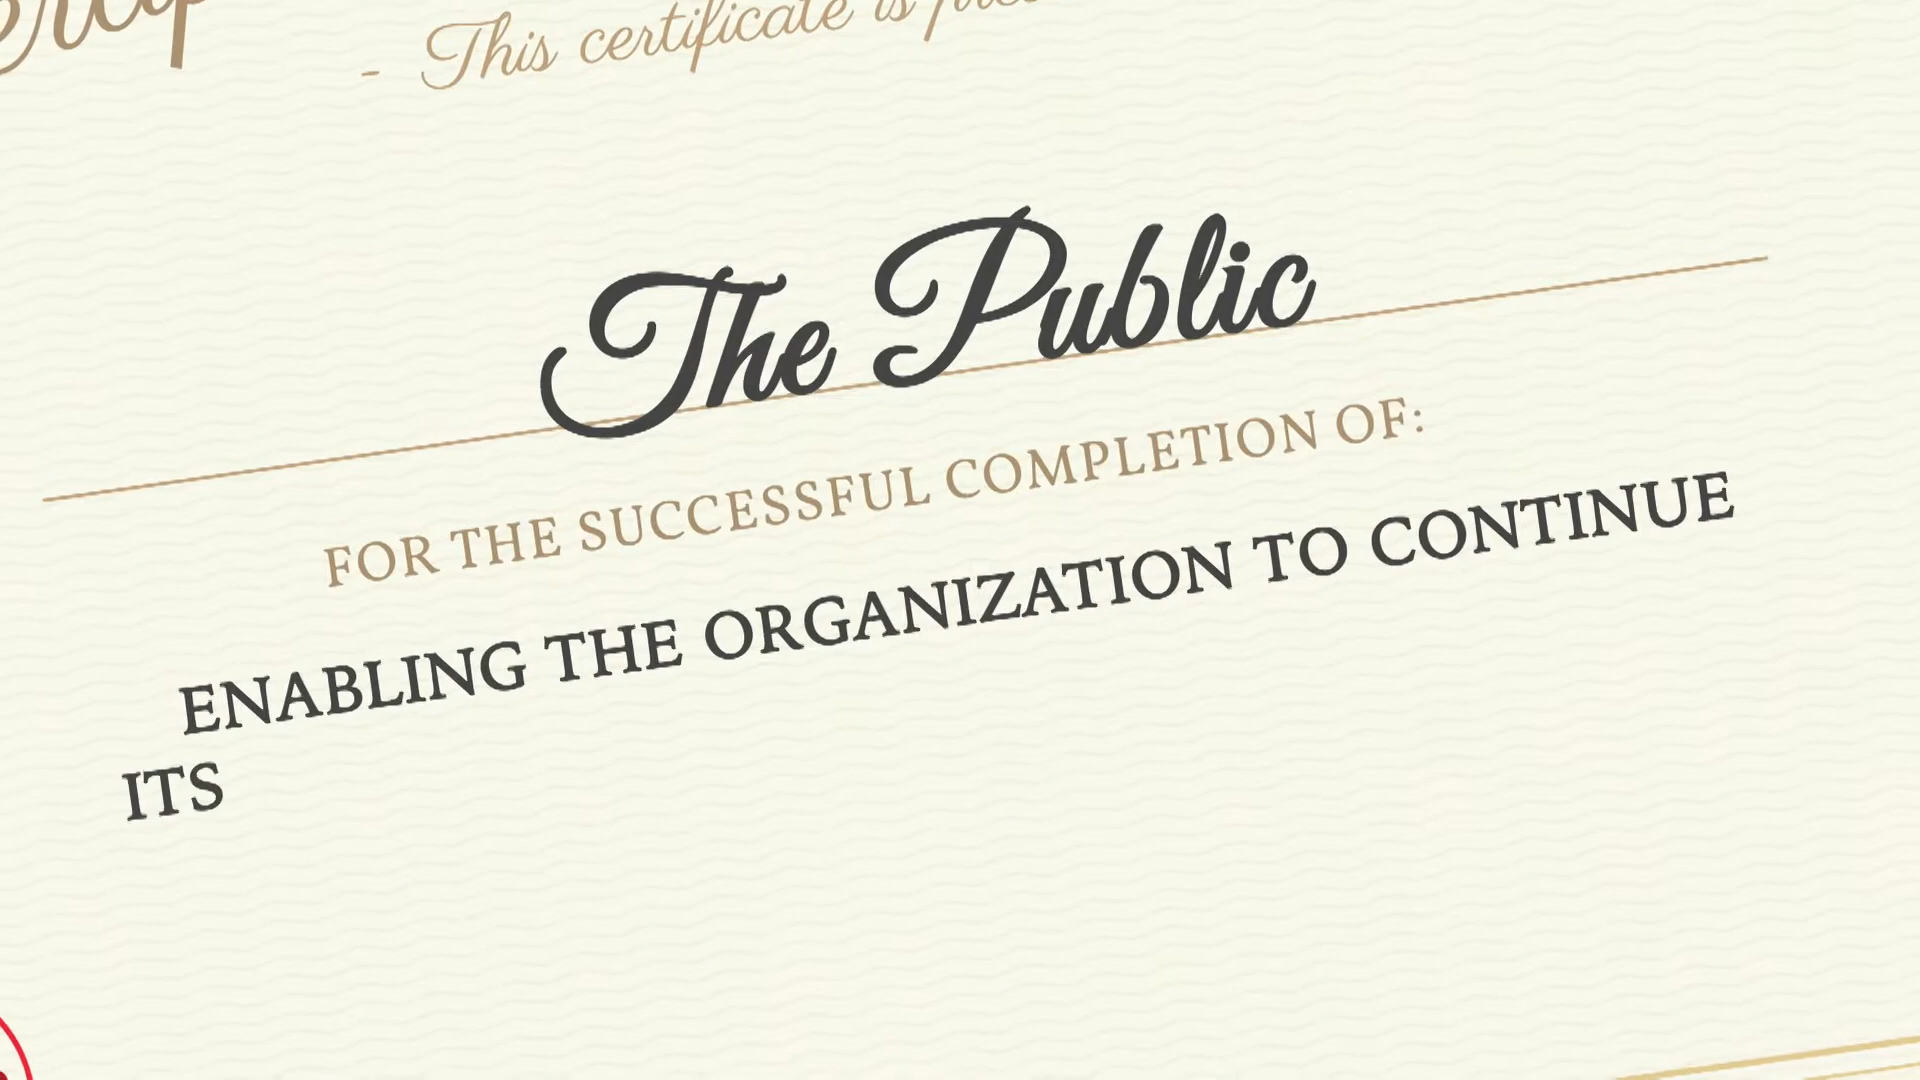 - This certificate is
The Public
FOR THE SUCCESSFUL COMPLETION OF:
ENABLING THE ORGANIZATION TO CONTINUE
ITS